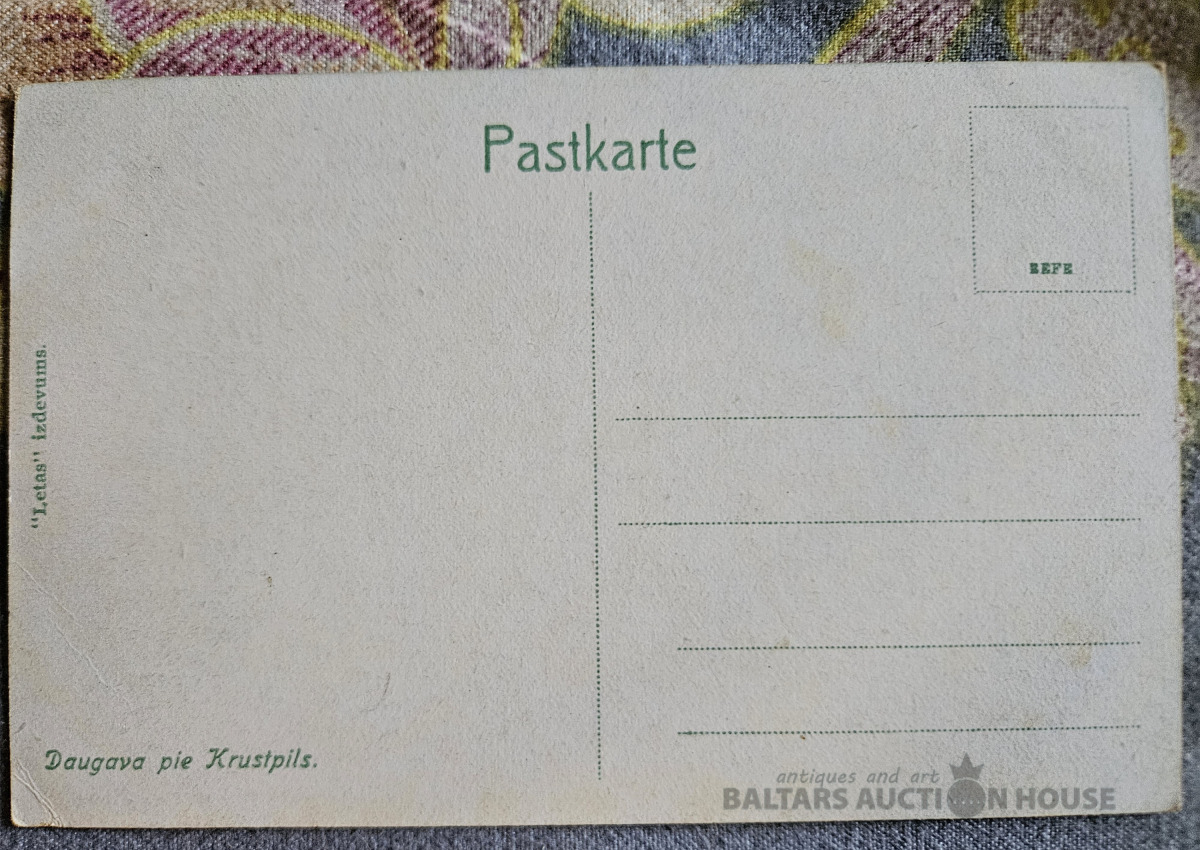 Pastkarte
"Letas" izdevums.
Daugava pie Krustpils.
antiques and art
BALTARS AUCTION HOUSE